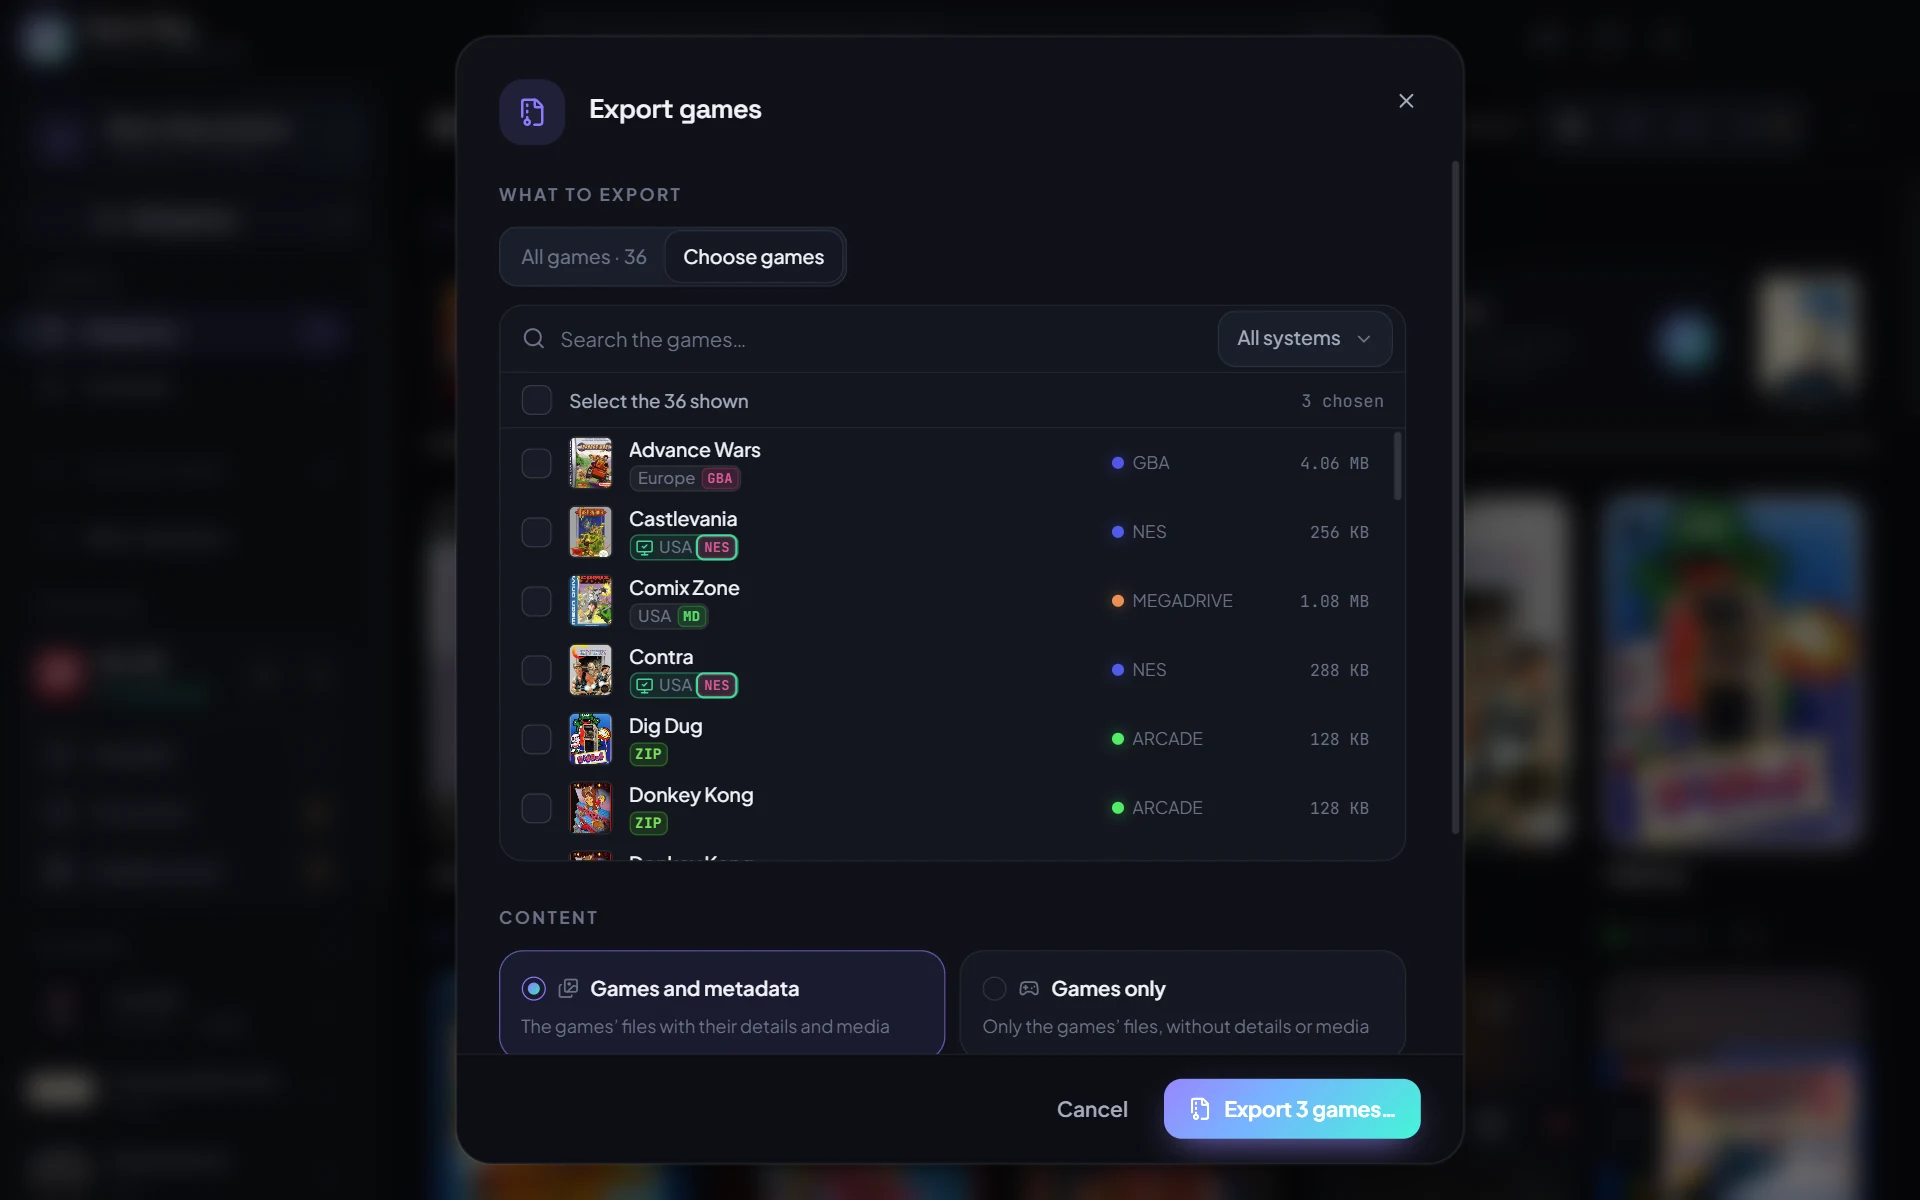 Export games
WHAT TO EXPORT
All games · 36
Choose games
Search the games…
All systems
Select the 36 shown
3 chosen
Advance Wars
Europe GBA
GBA
4.06 MB
Castlevania
USA NES
NES
256 KB
Comix Zone
USA MD
MEGADRIVE
1.08 MB
Contra
USA NES
NES
288 KB
Dig Dug
ZIP
ARCADE
128 KB
Donkey Kong
ZIP
ARCADE
128 KB
Donkey Kong
CONTENT
Games and metadata
The games' files with their details and media
Games only
Only the games' files, without details or media
Cancel
Export 3 games…